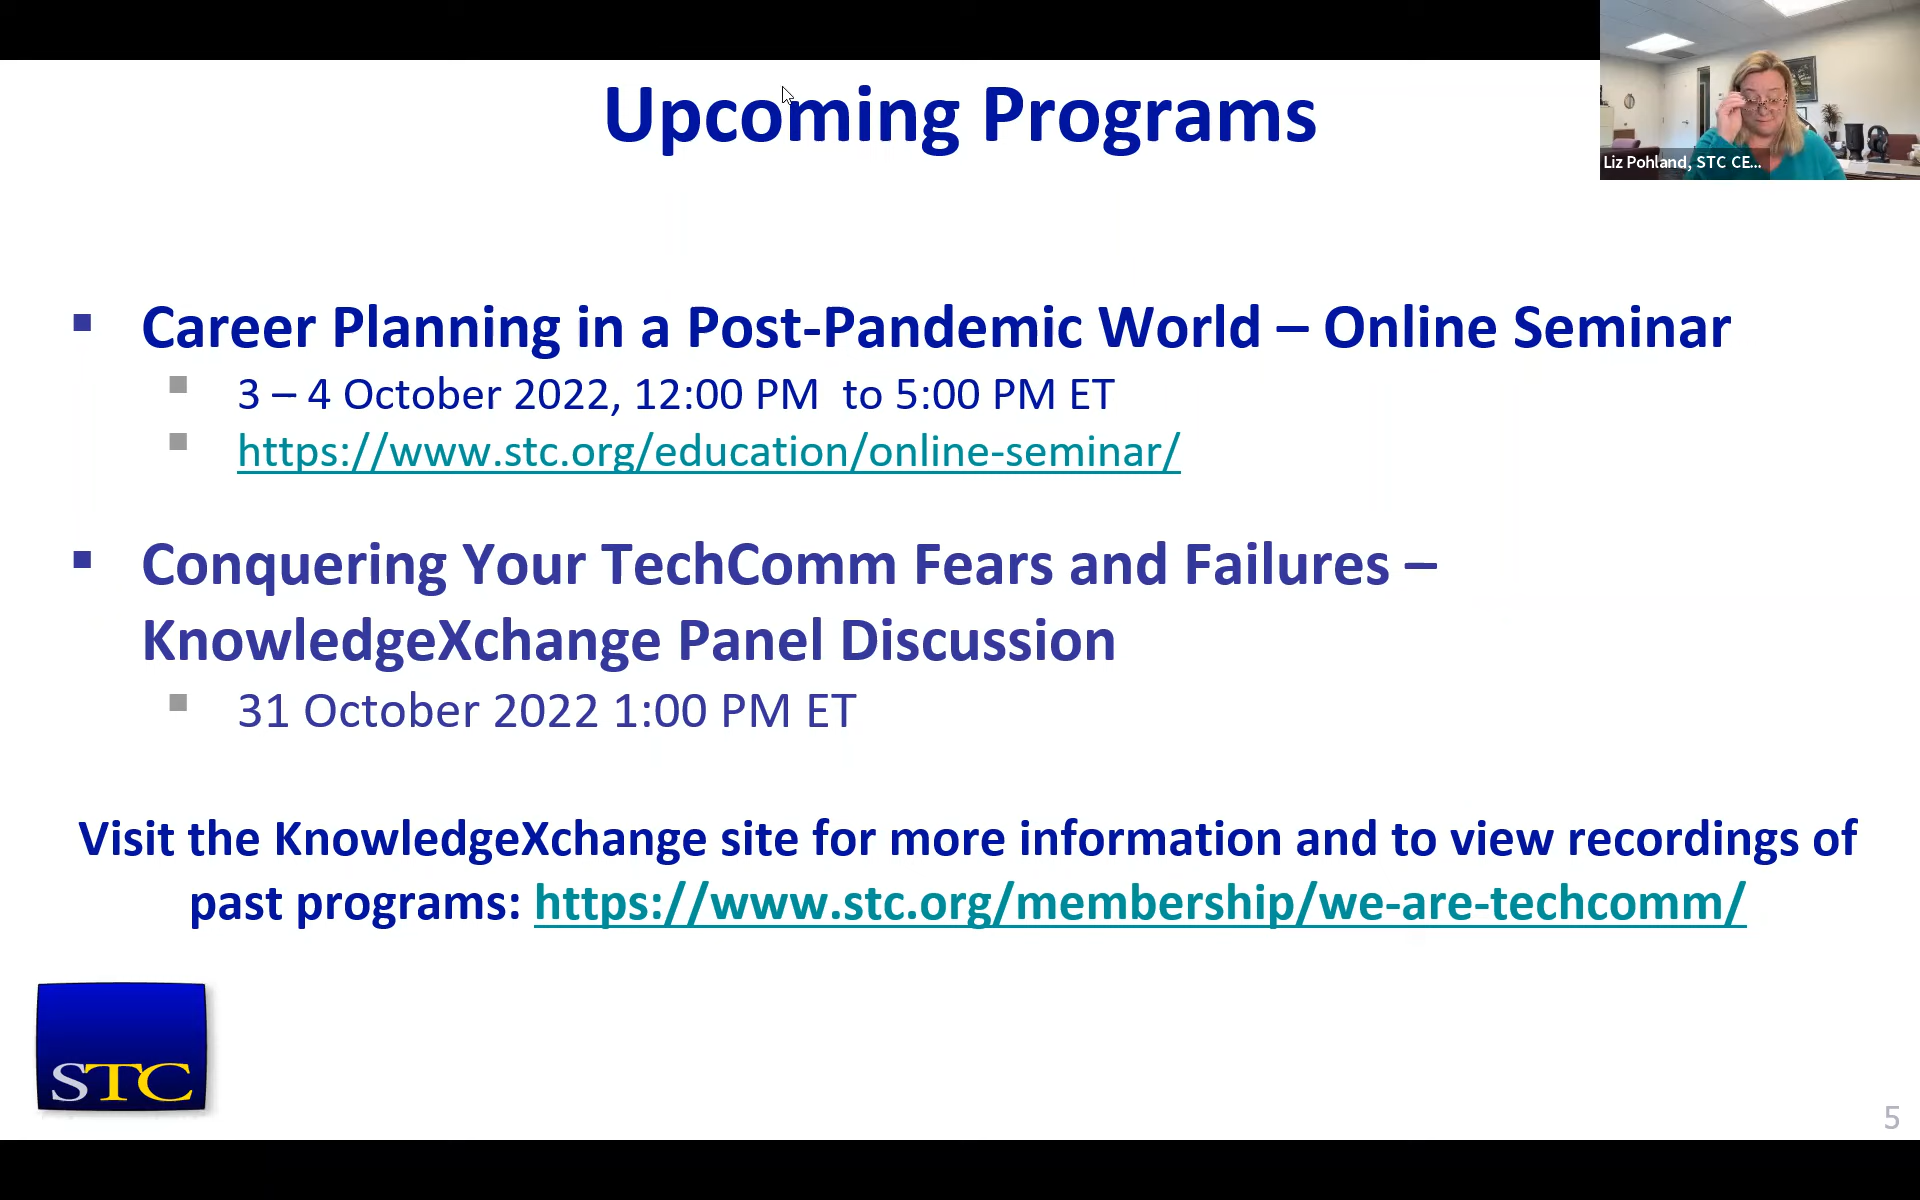 Upcoming Programs
Liz Pohland, STC CE...
Career Planning in a Post-Pandemic World – Online Seminar
3 – 4 October 2022, 12:00 PM  to 5:00 PM ET
https://www.stc.org/education/online-seminar/
Conquering Your TechComm Fears and Failures –
KnowledgeXchange Panel Discussion
31 October 2022 1:00 PM ET
Visit the KnowledgeXchange site for more information and to view recordings of
past programs: https://www.stc.org/membership/we-are-techcomm/
STC
5